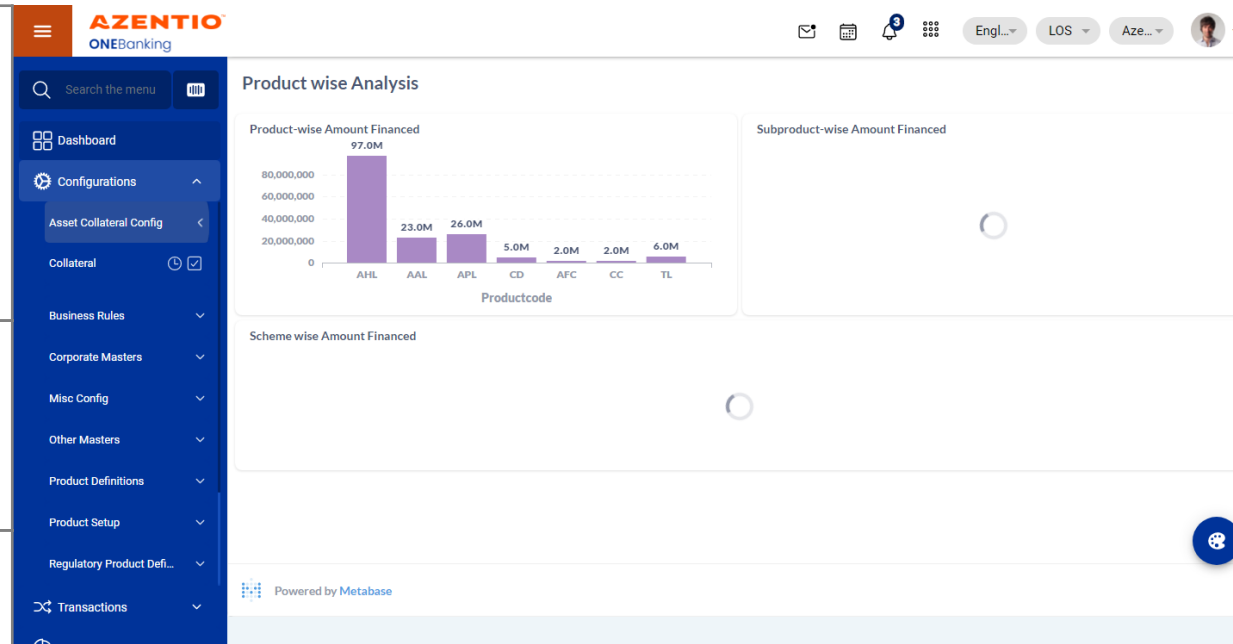 AZENTIO
ONEBanking
3
Engl...
LOS
Aze...
Search the menu
Dashboard
Configurations
Asset Collateral Config
Collateral
Business Rules
Corporate Masters
Misc Config
Other Masters
Product Definitions
Product Setup
Regulatory Product Defi...
Transactions
Product wise Analysis
Product-wise Amount Financed
97.0M
80,000,000
60,000,000
40,000,000
20,000,000
0
23.0M
26.0M
5.0M
2.0M
2.0M
6.0M
AHL AAL APL CD AFC CC TL
Productcode
Subproduct-wise Amount Financed
Scheme wise Amount Financed
Powered by Metabase